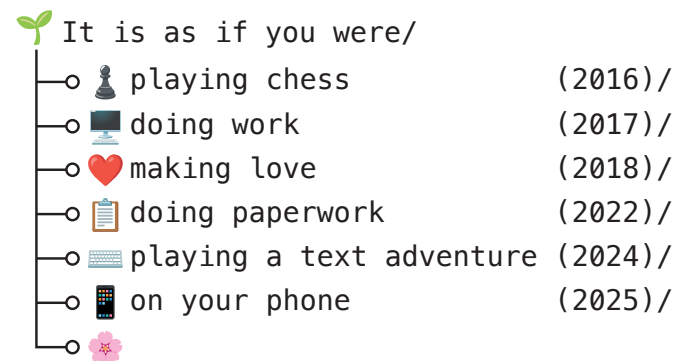 🌱 It is as if you were/
♟️ playing chess (2016)/
🖥️ doing work (2017)/
❤️ making love (2018)/
📋 doing paperwork (2022)/
⌨️ playing a text adventure (2024)/
📱 on your phone (2025)/
🌸